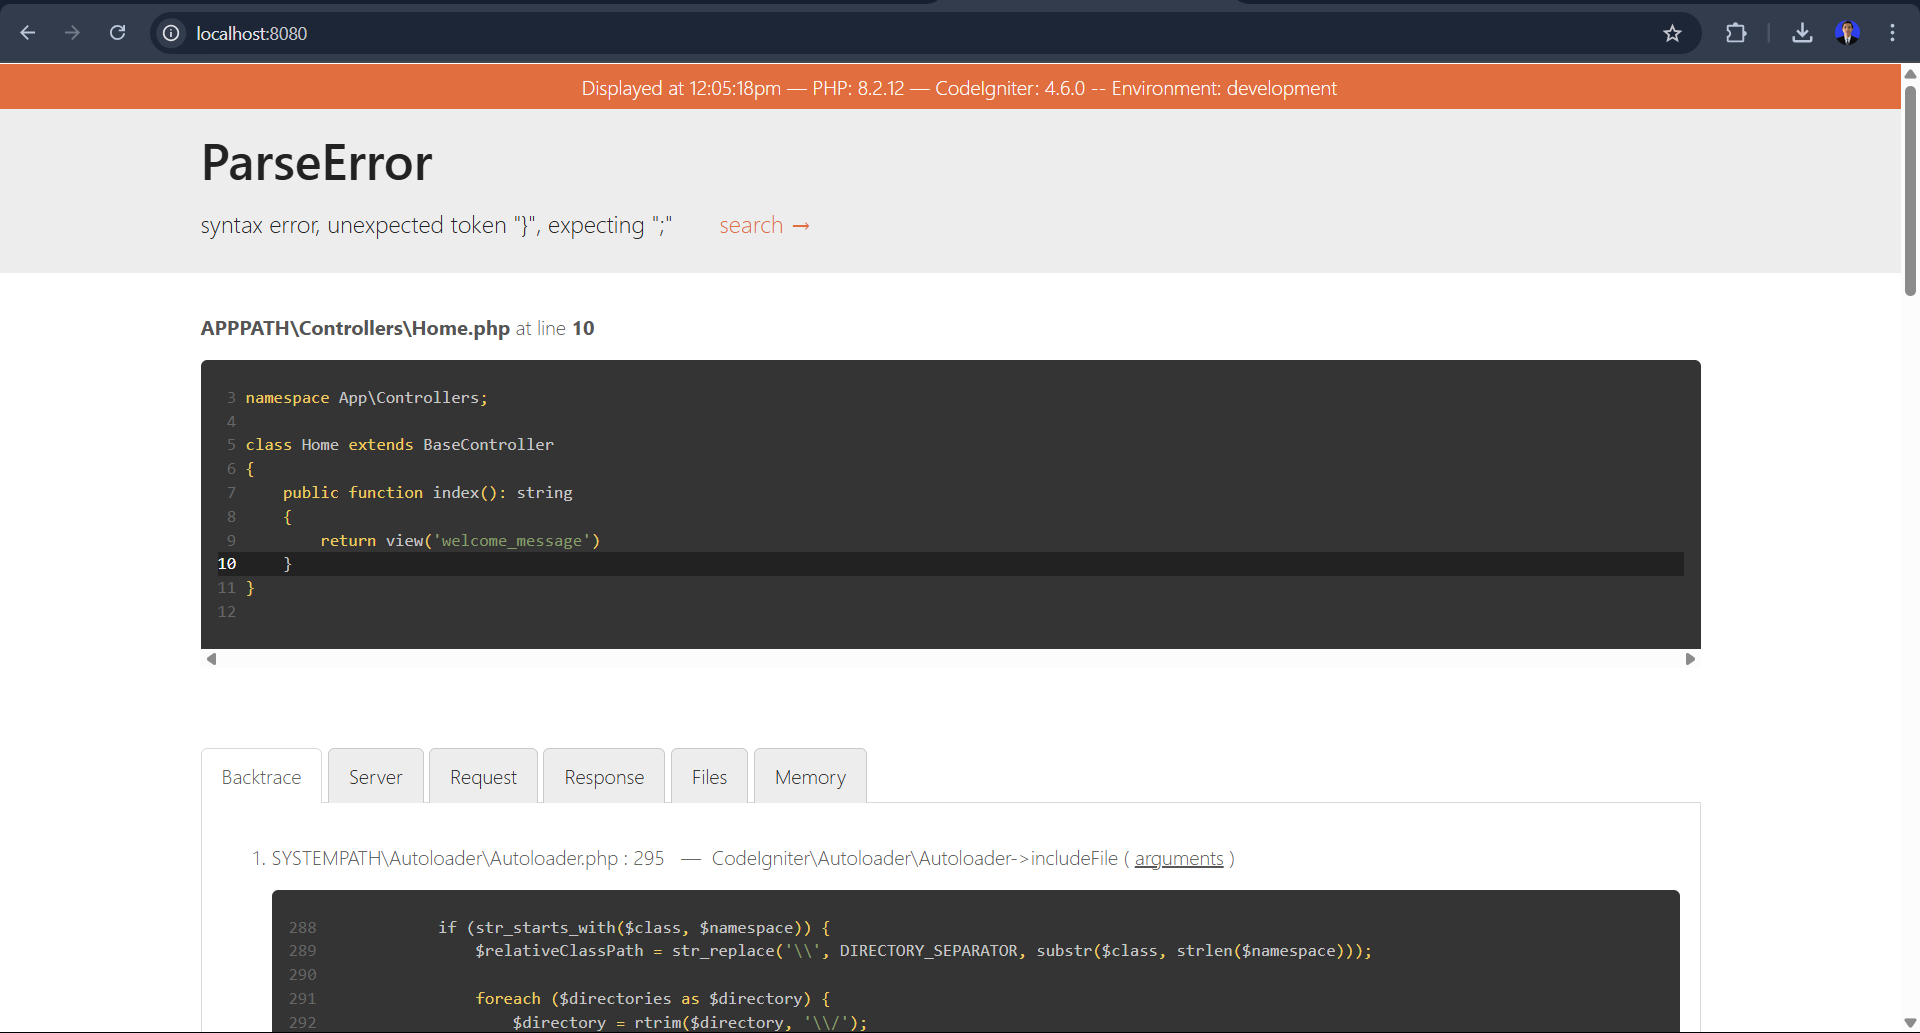 localhost:8080
Displayed at 12:05:18pm — PHP: 8.2.12 — CodeIgniter: 4.6.0 -- Environment: development
ParseError
syntax error, unexpected token "}", expecting ";" search →
APPPATH\Controllers\Home.php at line 10
3 namespace App\Controllers;
4
5 class Home extends BaseController
6 {
7     public function index(): string
8     {
9         return view('welcome_message')
10     }
11 }
12
Backtrace Server Request Response Files Memory
1. SYSTEMPATH\Autoloader\Autoloader.php : 295 — CodeIgniter\Autoloader\Autoloader->includeFile ( arguments )
288             if (str_starts_with($class, $namespace)) {
289                 $relativeClassPath = str_replace('\\', DIRECTORY_SEPARATOR, substr($class, strlen($namespace)));
290
291                 foreach ($directories as $directory) {
292                     $directory = rtrim($directory, '\\/');